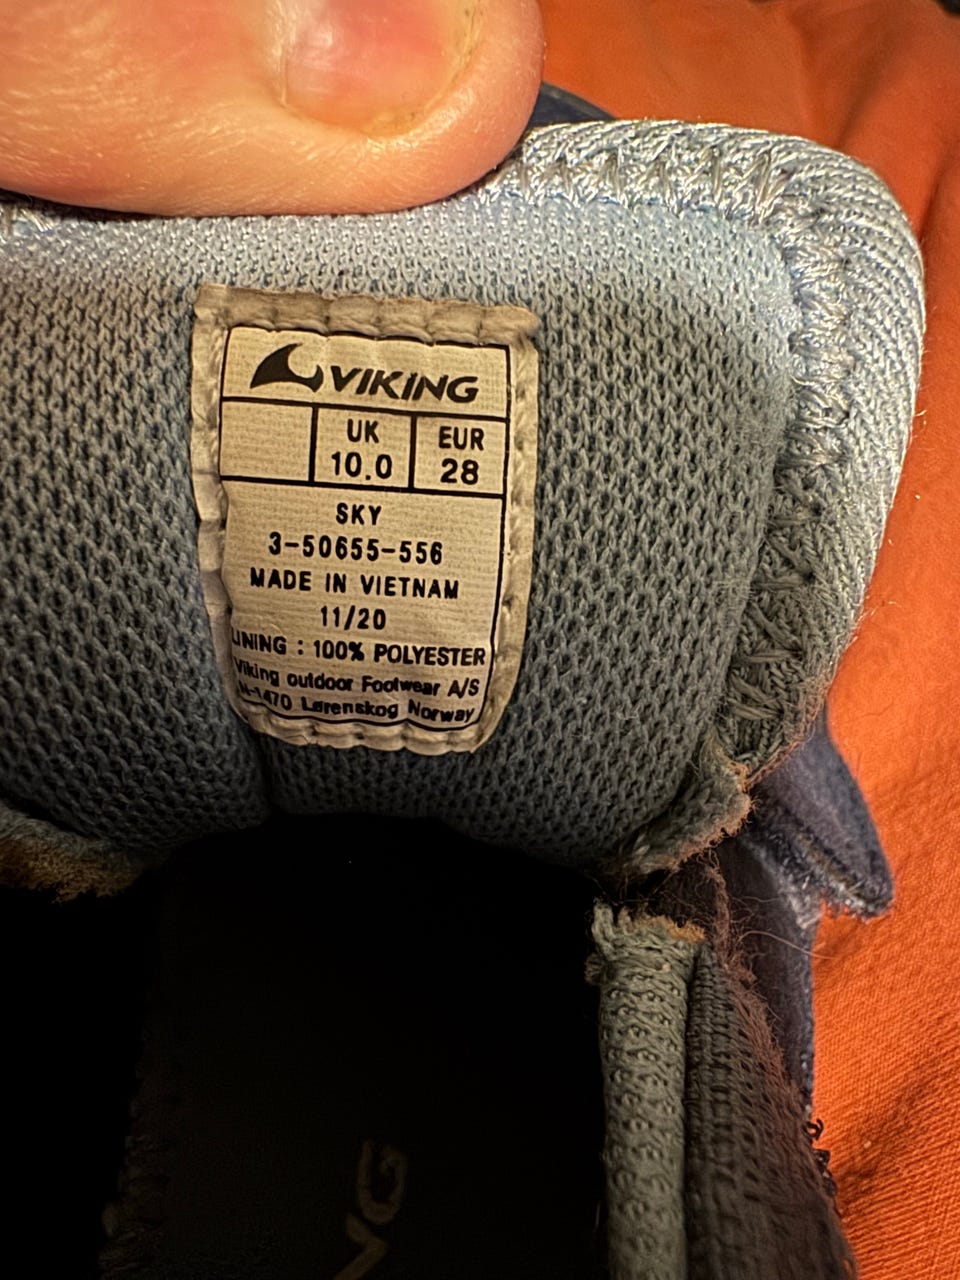 VIKING
UK EUR
10.0 28
SKY
3-50655-556
MADE IN VIETNAM
11/20
LINING : 100% POLYESTER
Viking outdoor Footwear A/S
N-1470 Lørenskog Norway